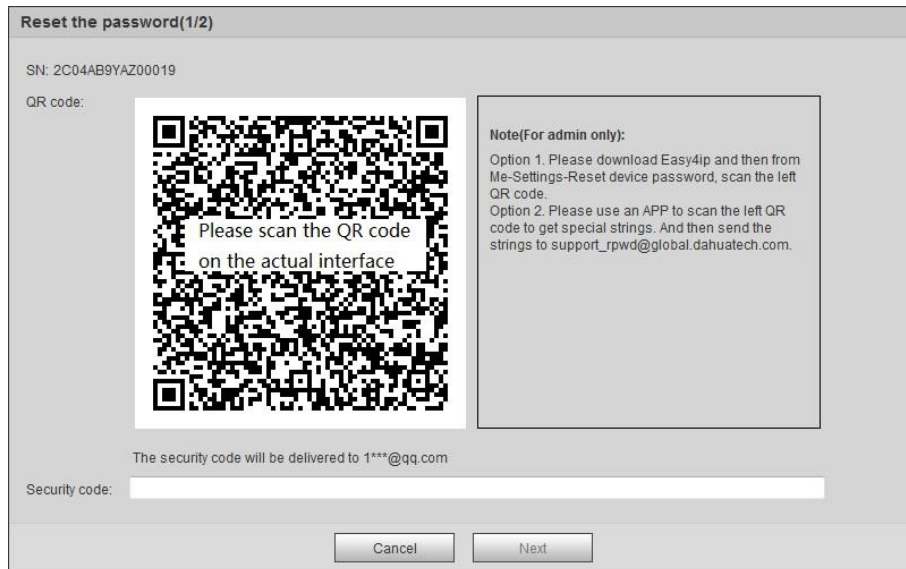 Reset the password(1/2)
SN: 2C04AB9YAZ00019
QR code:
Please scan the QR code
on the actual interface
Note(For admin only):
Option 1. Please download Easy4ip and then from
Me-Settings-Reset device password, scan the left
QR code.
Option 2. Please use an APP to scan the left QR
code to get special strings. And then send the
strings to support_rpwd@global.dahuatech.com.
The security code will be delivered to 1***@qq.com
Security code:
Cancel
Next